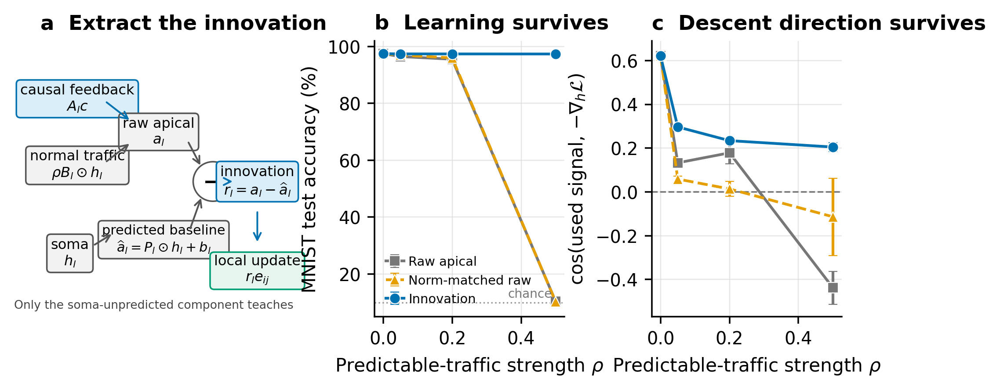 a  Extract the innovation
causal feedback
A_l c
raw apical
a_l
normal traffic
ρB_l ⊙ h_l
−
innovation
r_l = a_l − â_l
predicted baseline
â_l = P_l ⊙ h_l + b_l
soma
h_l
local update
r_l e_ij
Only the soma-unpredicted component teaches
b  Learning survives
MNIST test accuracy (%)
100
80
60
40
20
Raw apical
Norm-matched raw
Innovation
chance
0.0
0.2
0.4
Predictable-traffic strength ρ
c  Descent direction survives
cos(used signal, −∇_h ℒ)
0.6
0.4
0.2
0.0
−0.2
−0.4
0.0
0.2
0.4
Predictable-traffic strength ρ